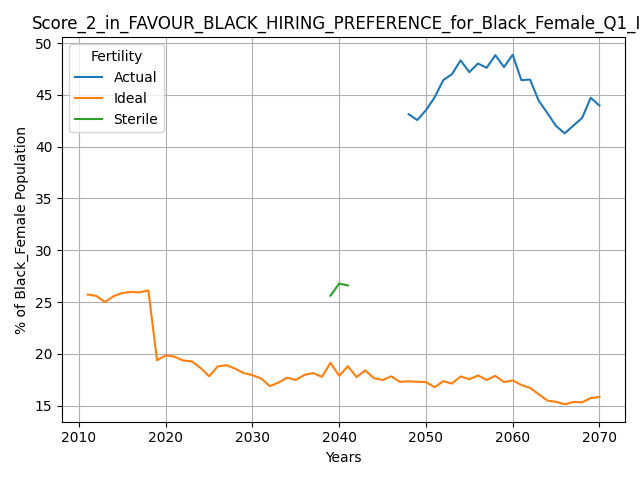 Score_2_in_FAVOUR_BLACK_HIRING_PREFERENCE_for_Black_Female_Q1_I
Fertility
Actual
Ideal
Sterile
% of Black_Female Population
50
45
40
35
30
25
20
15
2010 2020 2030 2040 2050 2060 2070
Years